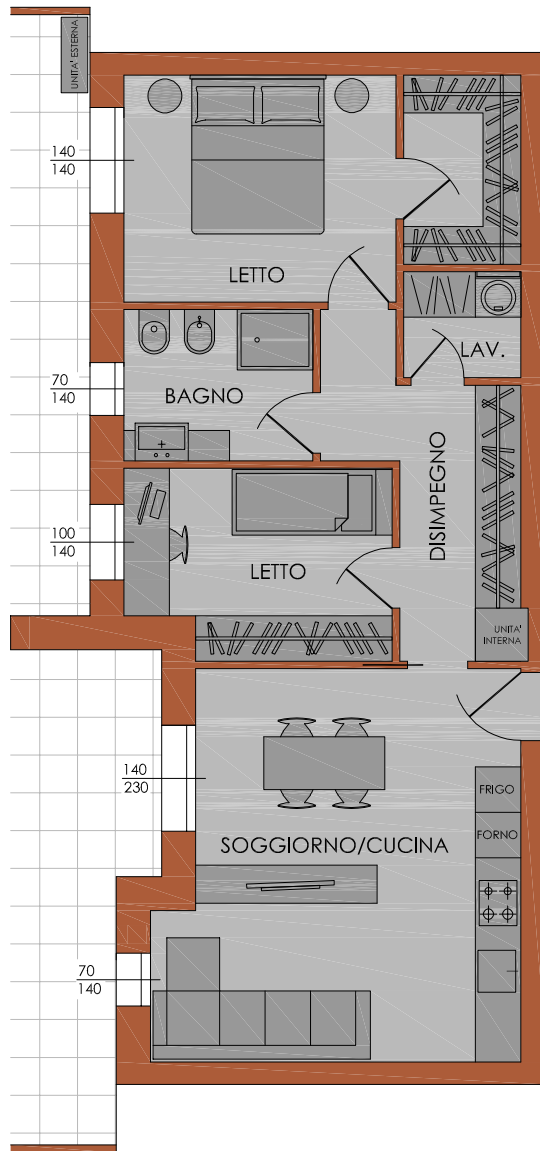 UNITA' ESTERNA
140
140
LETTO
LAV.
70
140
BAGNO
DISIMPEGNO
100
140
LETTO
UNITA'
INTERNA
140
230
FRIGO
FORNO
SOGGIORNO/CUCINA
70
140